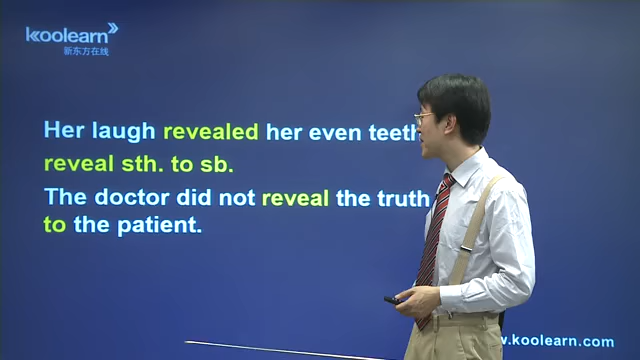 koolearn
新东方在线
Her laugh revealed her even teeth
reveal sth. to sb.
The doctor did not reveal the truth
to the patient.
w.koolearn.com